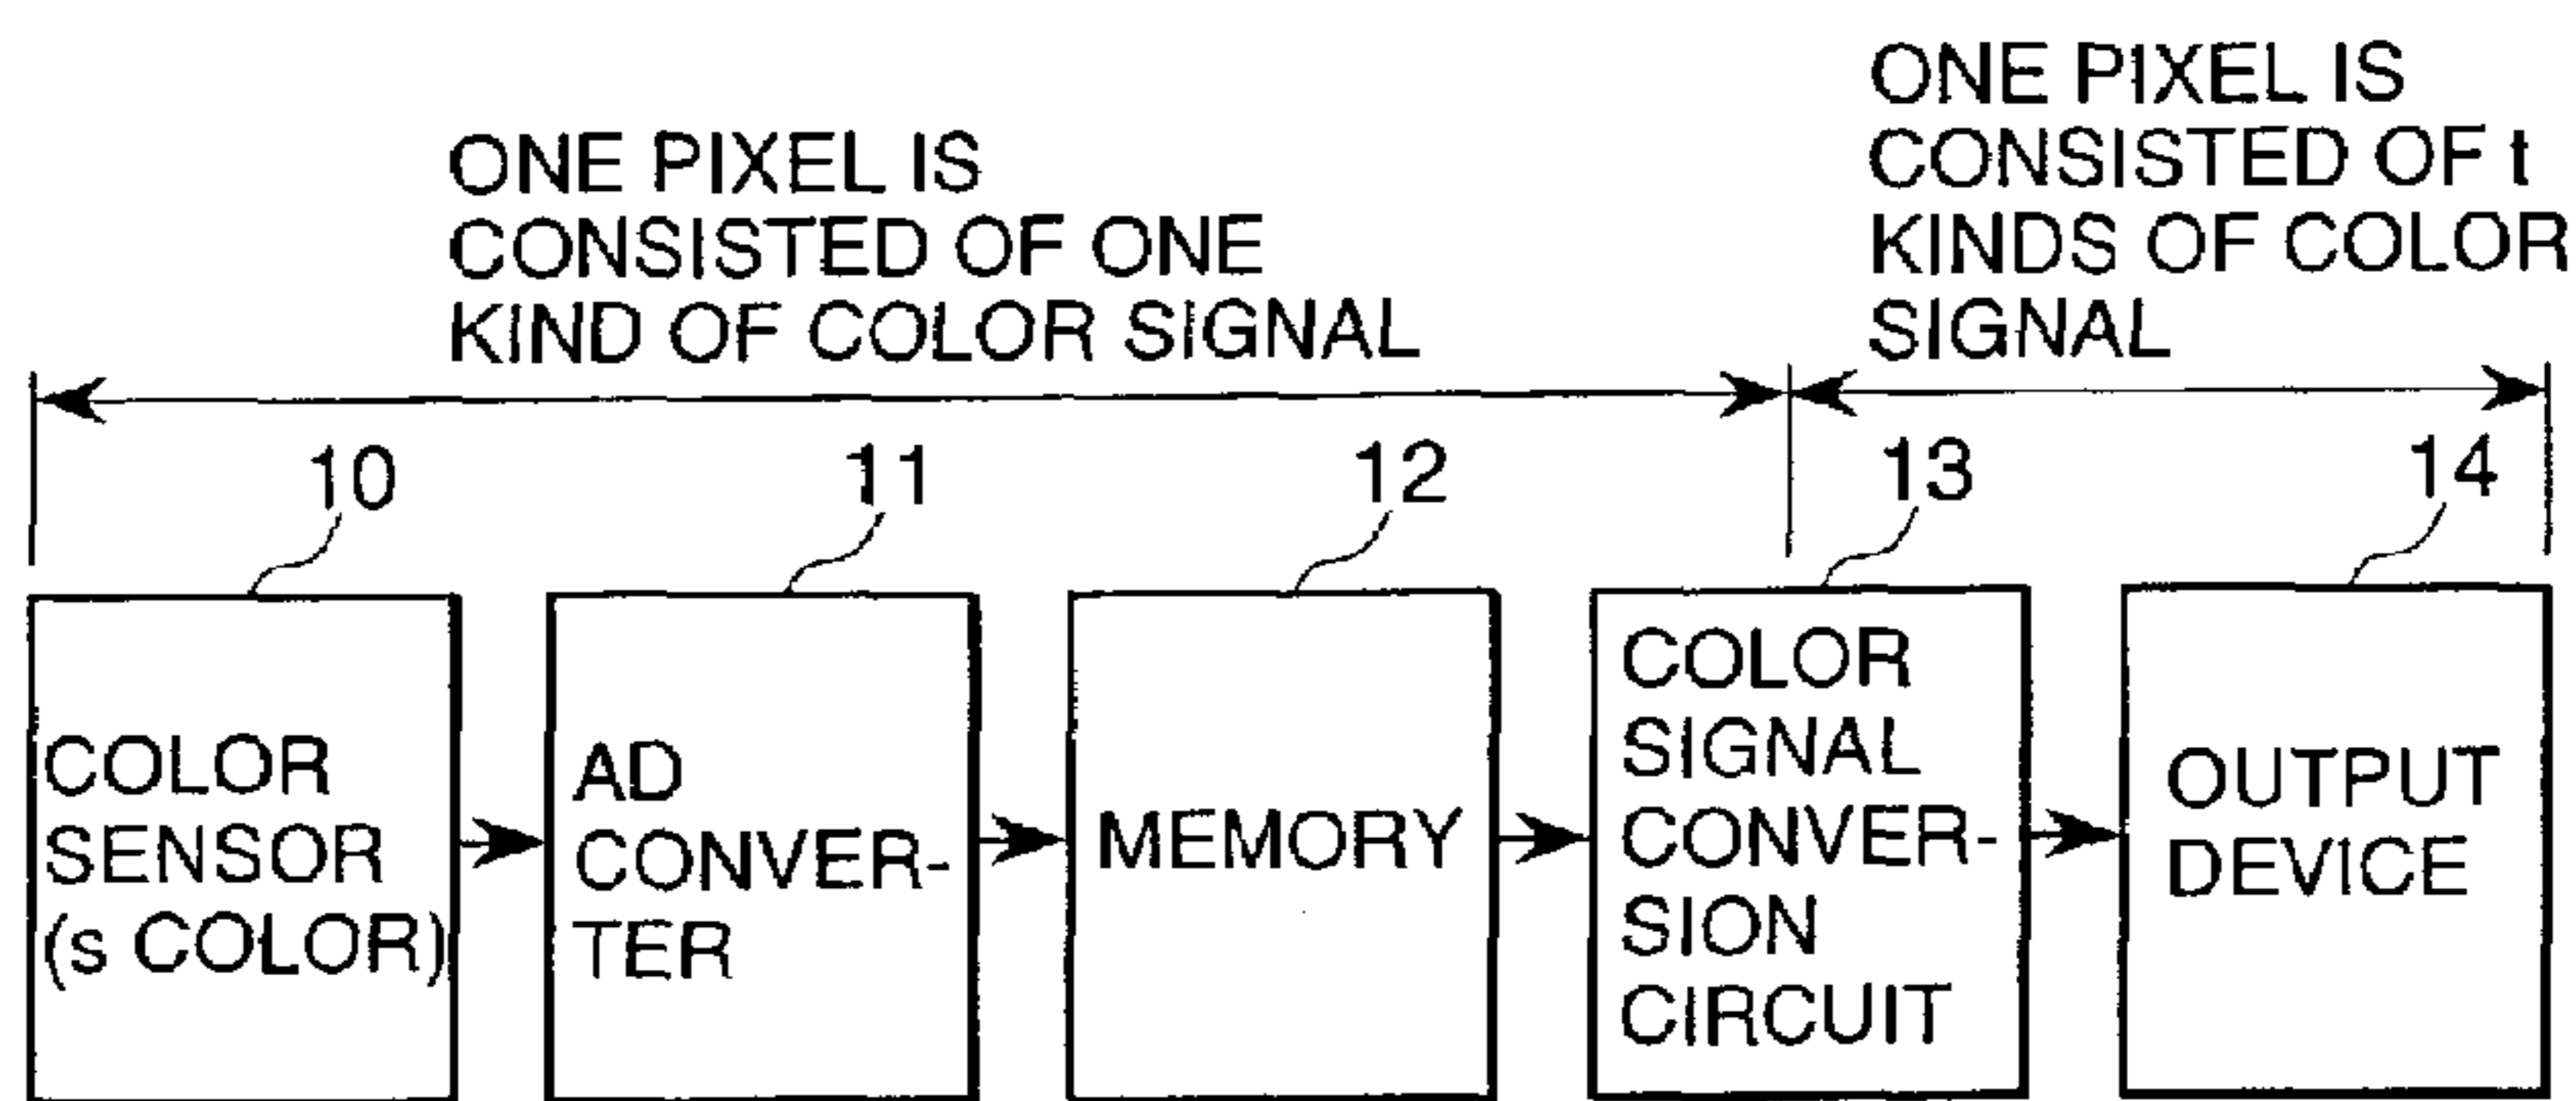 ONE PIXEL IS
CONSISTED OF ONE
KIND OF COLOR SIGNAL
ONE PIXEL IS
CONSISTED OF t
KINDS OF COLOR
SIGNAL
10
11
12
13
14
COLOR
SENSOR
(s COLOR)
AD
CONVER-
TER
MEMORY
COLOR
SIGNAL
CONVER-
SION
CIRCUIT
OUTPUT
DEVICE